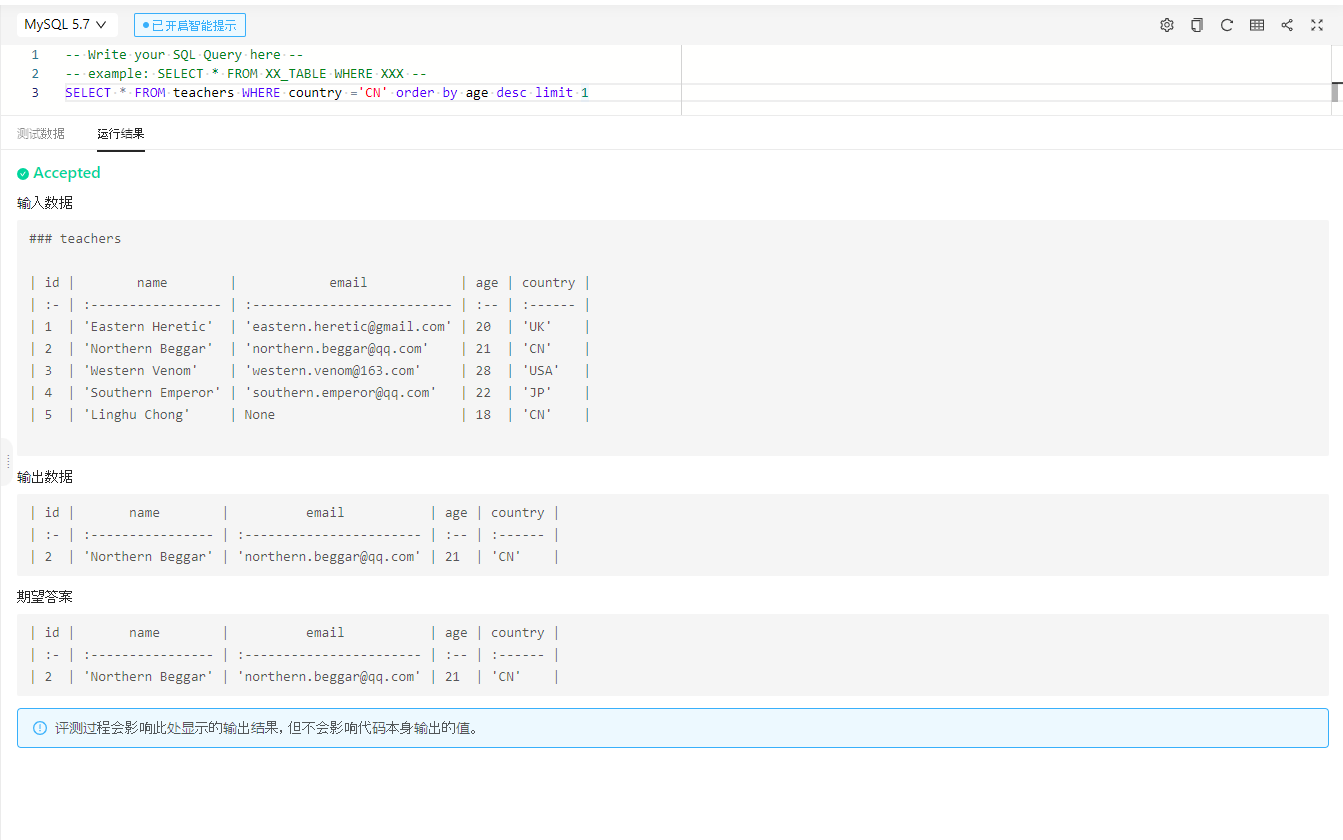 MySQL 5.7
已开启智能提示
1 -- Write your SQL Query here --
2 -- example: SELECT * FROM XX_TABLE WHERE XXX --
3 SELECT * FROM teachers WHERE country ='CN' order by age desc limit 1
测试数据 运行结果
Accepted
输入数据
### teachers
| id | name | email | age | country |
| :- | :----------------- | :-------------------------- | :-- | :------ |
| 1 | 'Eastern Heretic' | 'eastern.heretic@gmail.com' | 20 | 'UK' |
| 2 | 'Northern Beggar' | 'northern.beggar@qq.com' | 21 | 'CN' |
| 3 | 'Western Venom' | 'western.venom@163.com' | 28 | 'USA' |
| 4 | 'Southern Emperor' | 'southern.emperor@qq.com' | 22 | 'JP' |
| 5 | 'Linghu Chong' | None | 18 | 'CN' |
输出数据
| id | name | email | age | country |
| :- | :---------------- | :----------------------- | :-- | :------ |
| 2 | 'Northern Beggar' | 'northern.beggar@qq.com' | 21 | 'CN' |
期望答案
| id | name | email | age | country |
| :- | :---------------- | :----------------------- | :-- | :------ |
| 2 | 'Northern Beggar' | 'northern.beggar@qq.com' | 21 | 'CN' |
评测过程会影响此处显示的输出结果, 但不会影响代码本身输出的值。